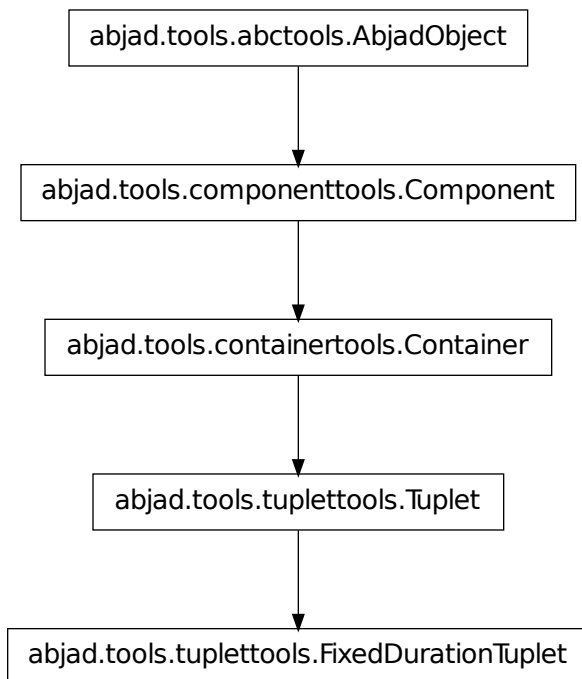 abjad.tools.abctools.AbjadObject
abjad.tools.componenttools.Component
abjad.tools.containertools.Container
abjad.tools.tuplettools.Tuplet
abjad.tools.tuplettools.FixedDurationTuplet